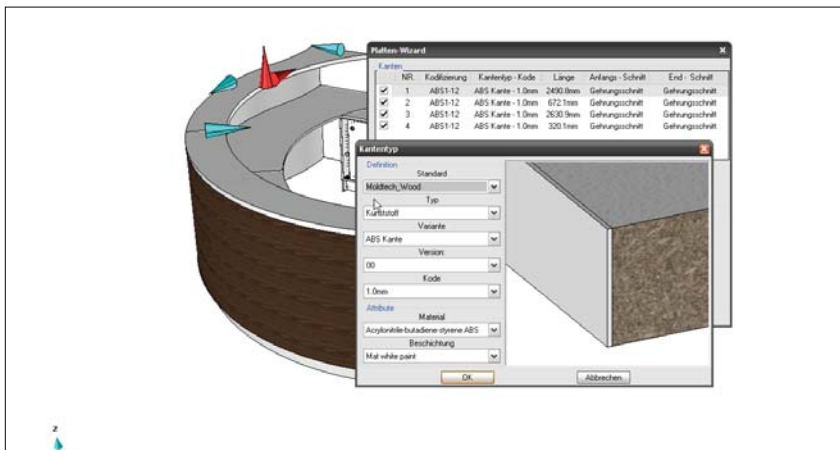 Platten-Wizard
Kanten
NR. Kodifizierung Kantentyp - Kode Länge Anfangs - Schnitt End - Schnitt
1 ABS1-12 ABS Kante - 1.0mm 2490.8mm Gehrungsschnitt Gehrungsschnitt
2 ABS1-12 ABS Kante - 1.0mm 672.1mm Gehrungsschnitt Gehrungsschnitt
3 ABS1-12 ABS Kante - 1.0mm 2630.9mm Gehrungsschnitt Gehrungsschnitt
4 ABS1-12 ABS Kante - 1.0mm 320.1mm Gehrungsschnitt Gehrungsschnitt
Kantentyp
Definition
Standard
Moldtech_Wood
Typ
Kunststoff
Variante
ABS Kante
Version:
00
Kode
1.0mm
Attribute
Material
Acrylonitrile-butadiene-styrene ABS
Beschichtung
Mat white paint
OK
Abbrechen
z